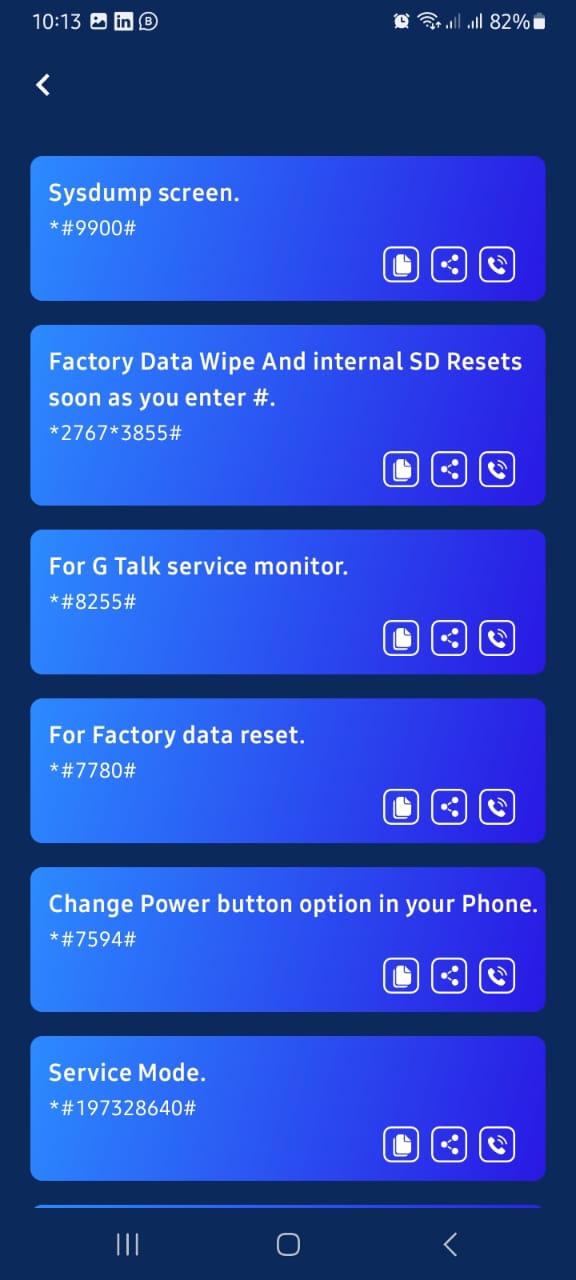 10:13
82%
Sysdump screen.
*#9900#
Factory Data Wipe And internal SD Resets
soon as you enter #.
*2767*3855#
For G Talk service monitor.
*#8255#
For Factory data reset.
*#7780#
Change Power button option in your Phone.
*#7594#
Service Mode.
*#197328640#